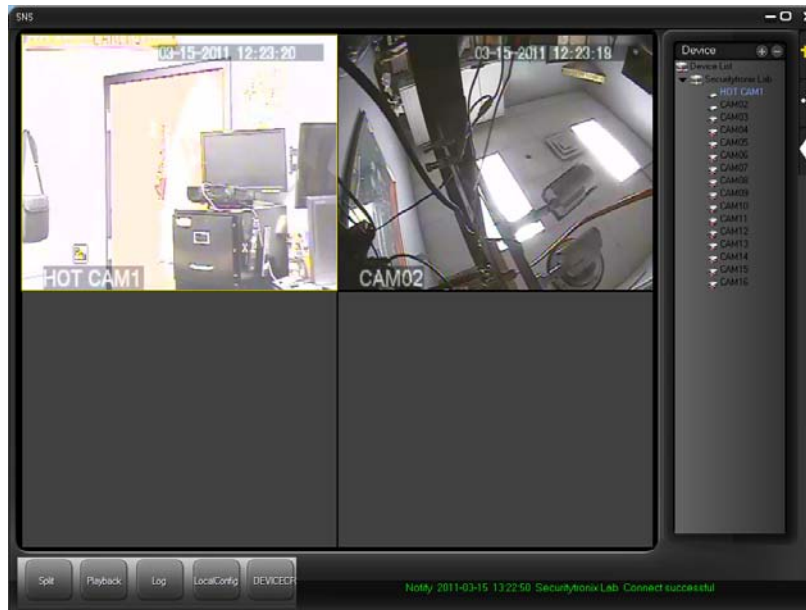 SNS
03-15-2011 12:23:20
HOT CAM1
03-15-2011 12:23:19
CAM02
Device
Device List
Securitytronix Lab
HOT CAM1
CAM02
CAM03
CAM04
CAM05
CAM06
CAM07
CAM08
CAM09
CAM10
CAM11
CAM12
CAM13
CAM14
CAM15
CAM16
Split
Playback
Log
LocalConfig
DEVICECR
Notify 2011-03-15 13:22:50 Securitytronix Lab Connect successful